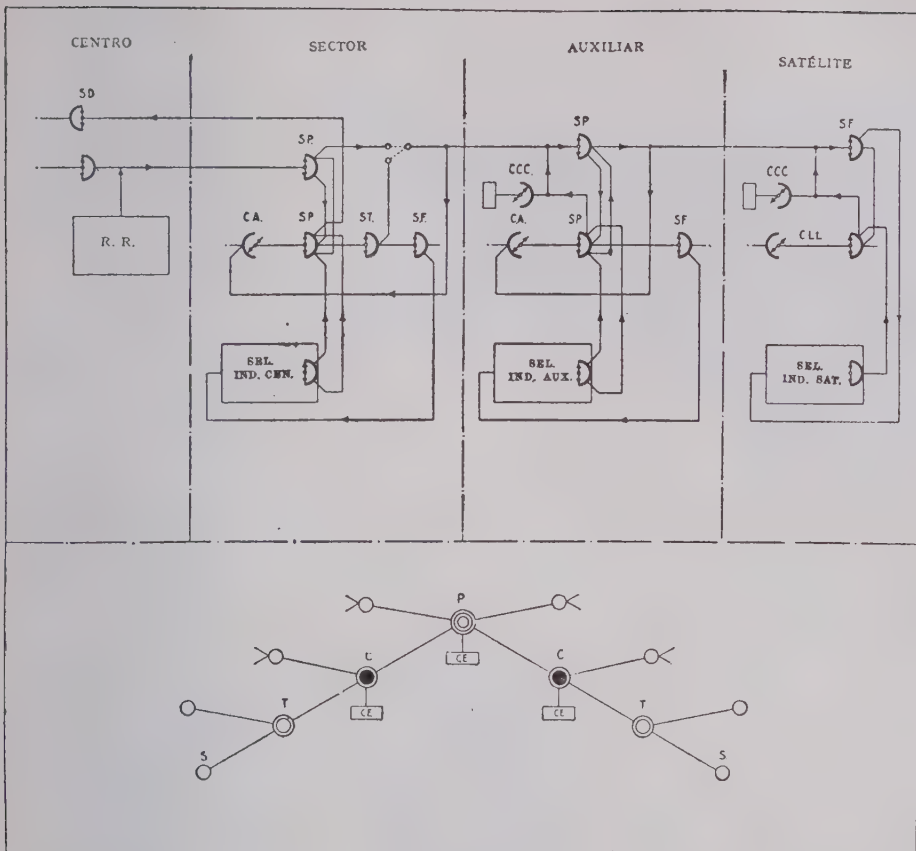 CENTRO
SECTOR
AUXILIAR
SATÉLITE
SD
SP.
SP
SF
CCC.
CCC
R. R.
CA.
SP
ST.
SF.
CA.
SP
SF
CLL
SEL.
IND. CEN.
SEL.
IND. AUX.
SEL.
IND. SAT.
P
CE
C
C
T
CE
CE
T
S
S